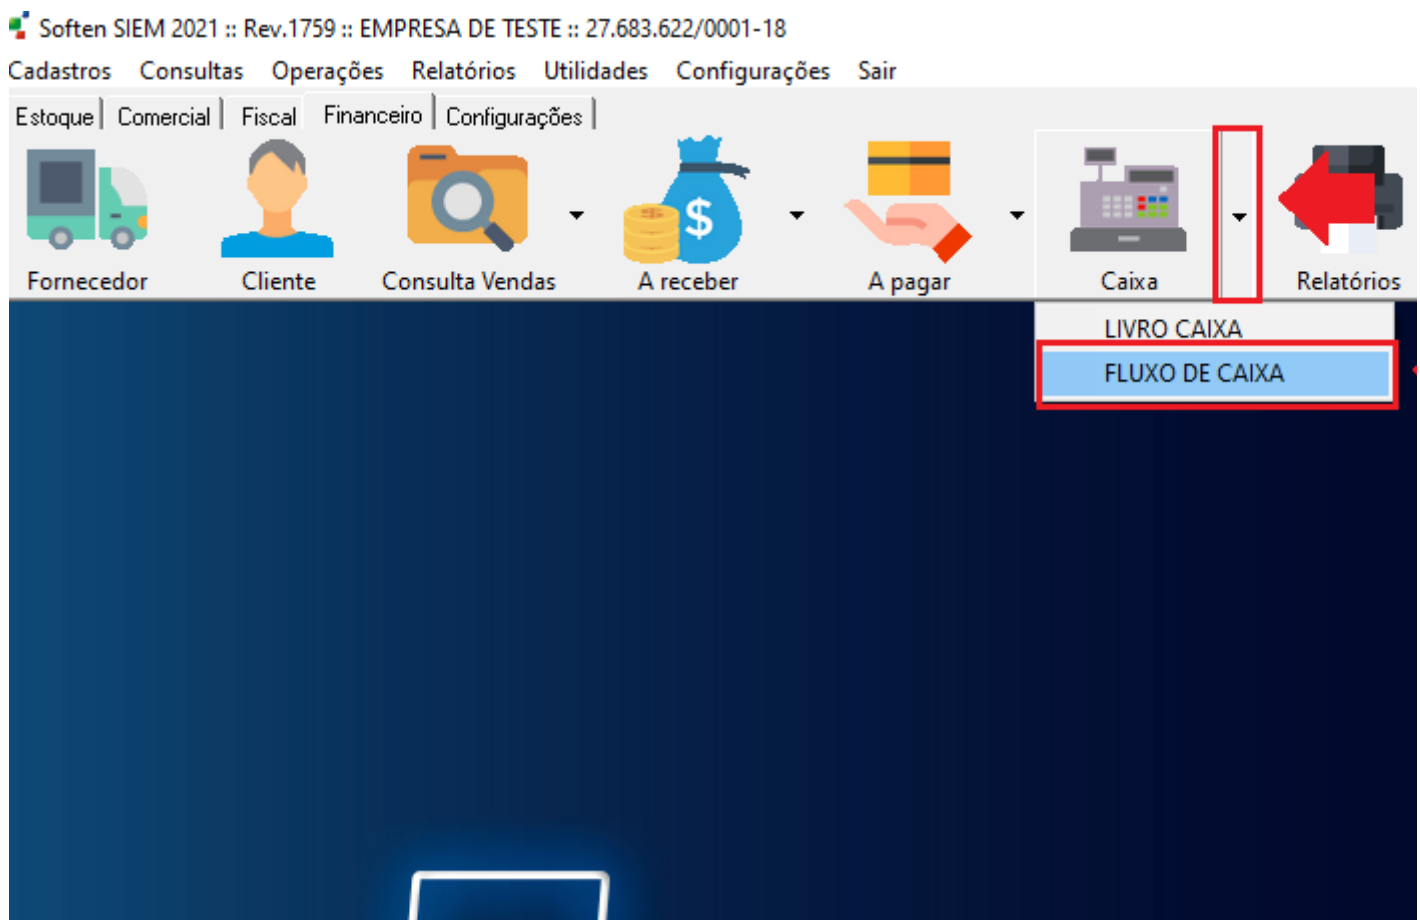 Soften SIEM 2021 :: Rev.1759 :: EMPRESA DE TESTE :: 27.683.622/0001-18
Cadastros Consultas Operações Relatórios Utilidades Configurações Sair
Estoque Comercial Fiscal Financeiro Configurações
$
Fornecedor Cliente Consulta Vendas A receber A pagar Caixa Relatórios
LIVRO CAIXA
FLUXO DE CAIXA